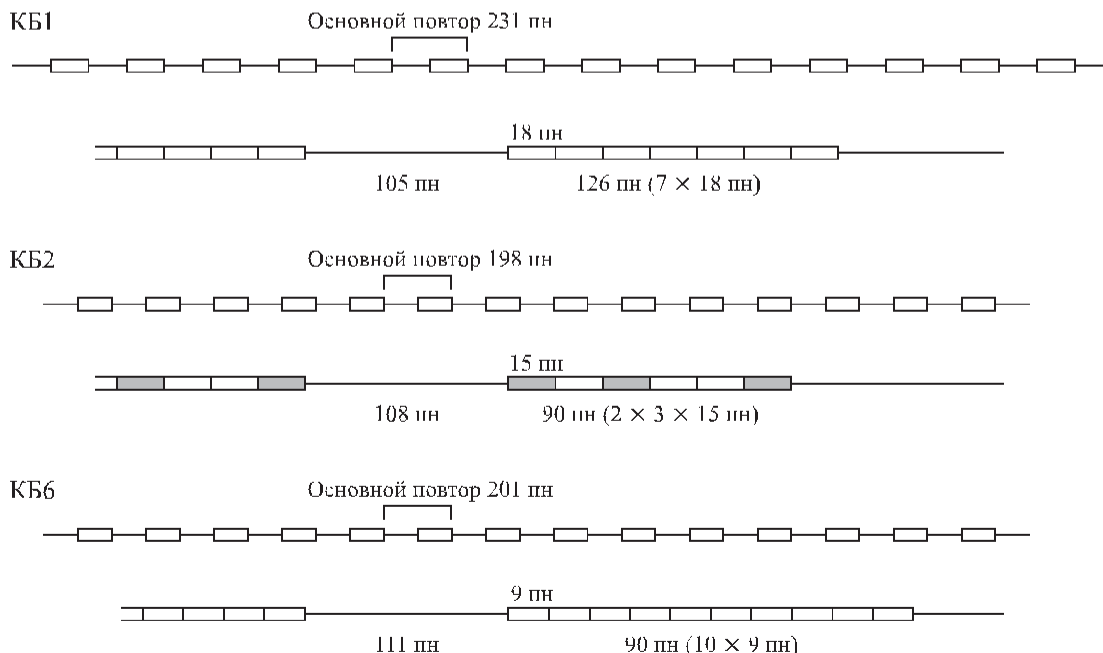 КБ1
Основной повтор 231 пн
18 пн
105 пн
126 пн (7 × 18 пн)
КБ2
Основной повтор 198 пн
15 пн
108 пн
90 пн (2 × 3 × 15 пн)
КБ6
Основной повтор 201 пн
9 пн
111 пн
90 пн (10 × 9 пн)